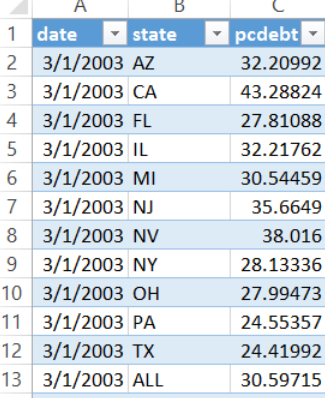 A B C
1 date state pcdebt
2 3/1/2003 AZ 32.20992
3 3/1/2003 CA 43.28824
4 3/1/2003 FL 27.81088
5 3/1/2003 IL 32.21762
6 3/1/2003 MI 30.54459
7 3/1/2003 NJ 35.6649
8 3/1/2003 NV 38.016
9 3/1/2003 NY 28.13336
10 3/1/2003 OH 27.99473
11 3/1/2003 PA 24.55357
12 3/1/2003 TX 24.41992
13 3/1/2003 ALL 30.59715